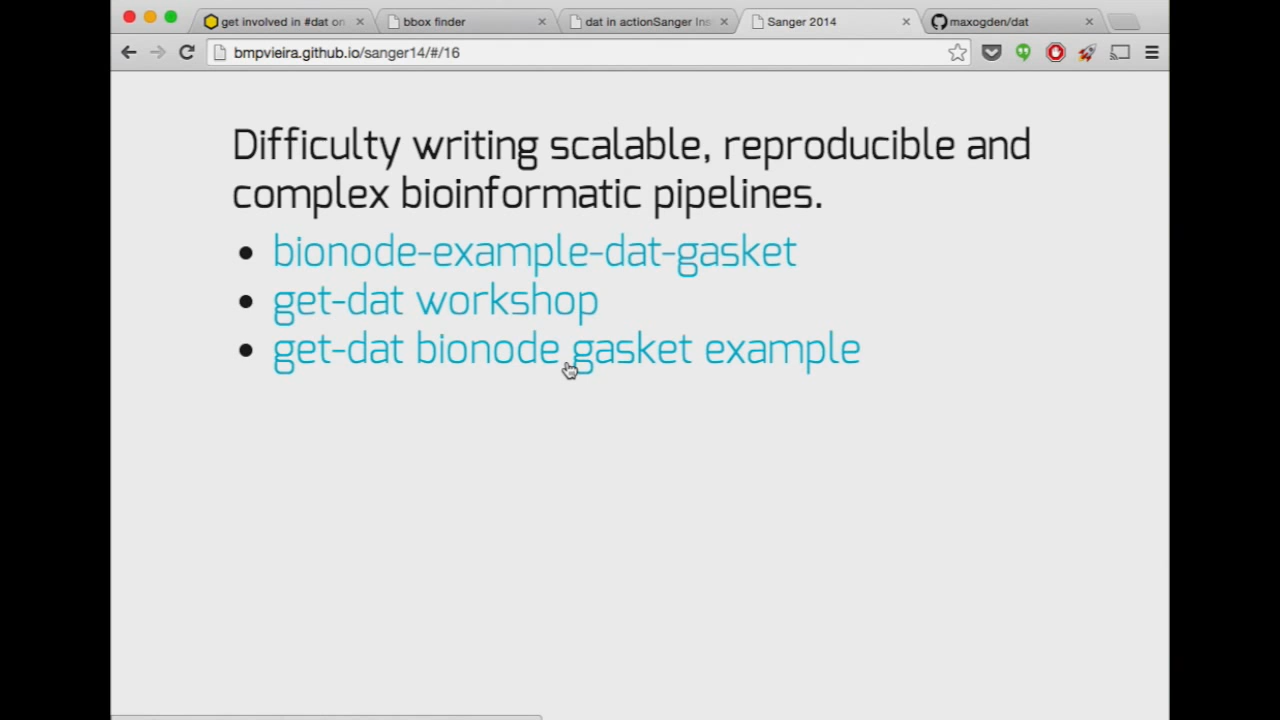 get involved in #dat on
bbox finder
dat in actionSanger Ins
Sanger 2014
maxogden/dat
bmpvieira.github.io/sanger14/#/16
Difficulty writing scalable, reproducible and
complex bioinformatic pipelines.
• bionode-example-dat-gasket
• get-dat workshop
• get-dat bionode gasket example